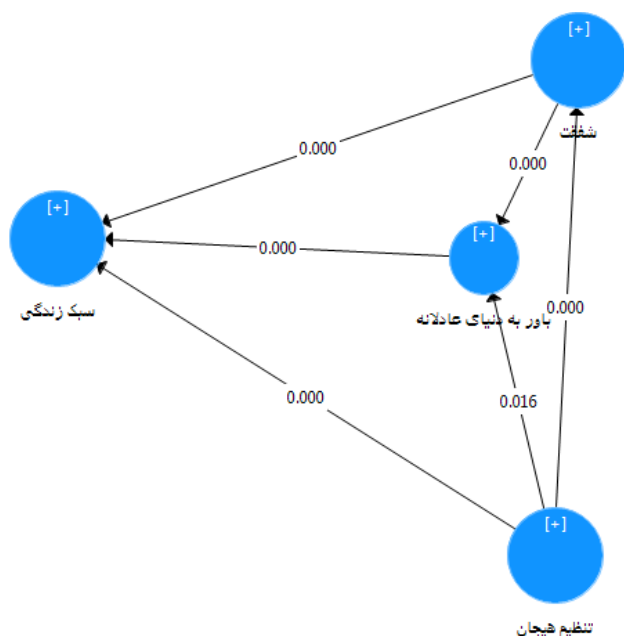 [+]
شفقت
0.000
0.000
[+]
[+]
0.000
سبک زندگی
باور به دنیای عادلانه
0.000
0.000
0.016
[+]
تنظیم هیجان